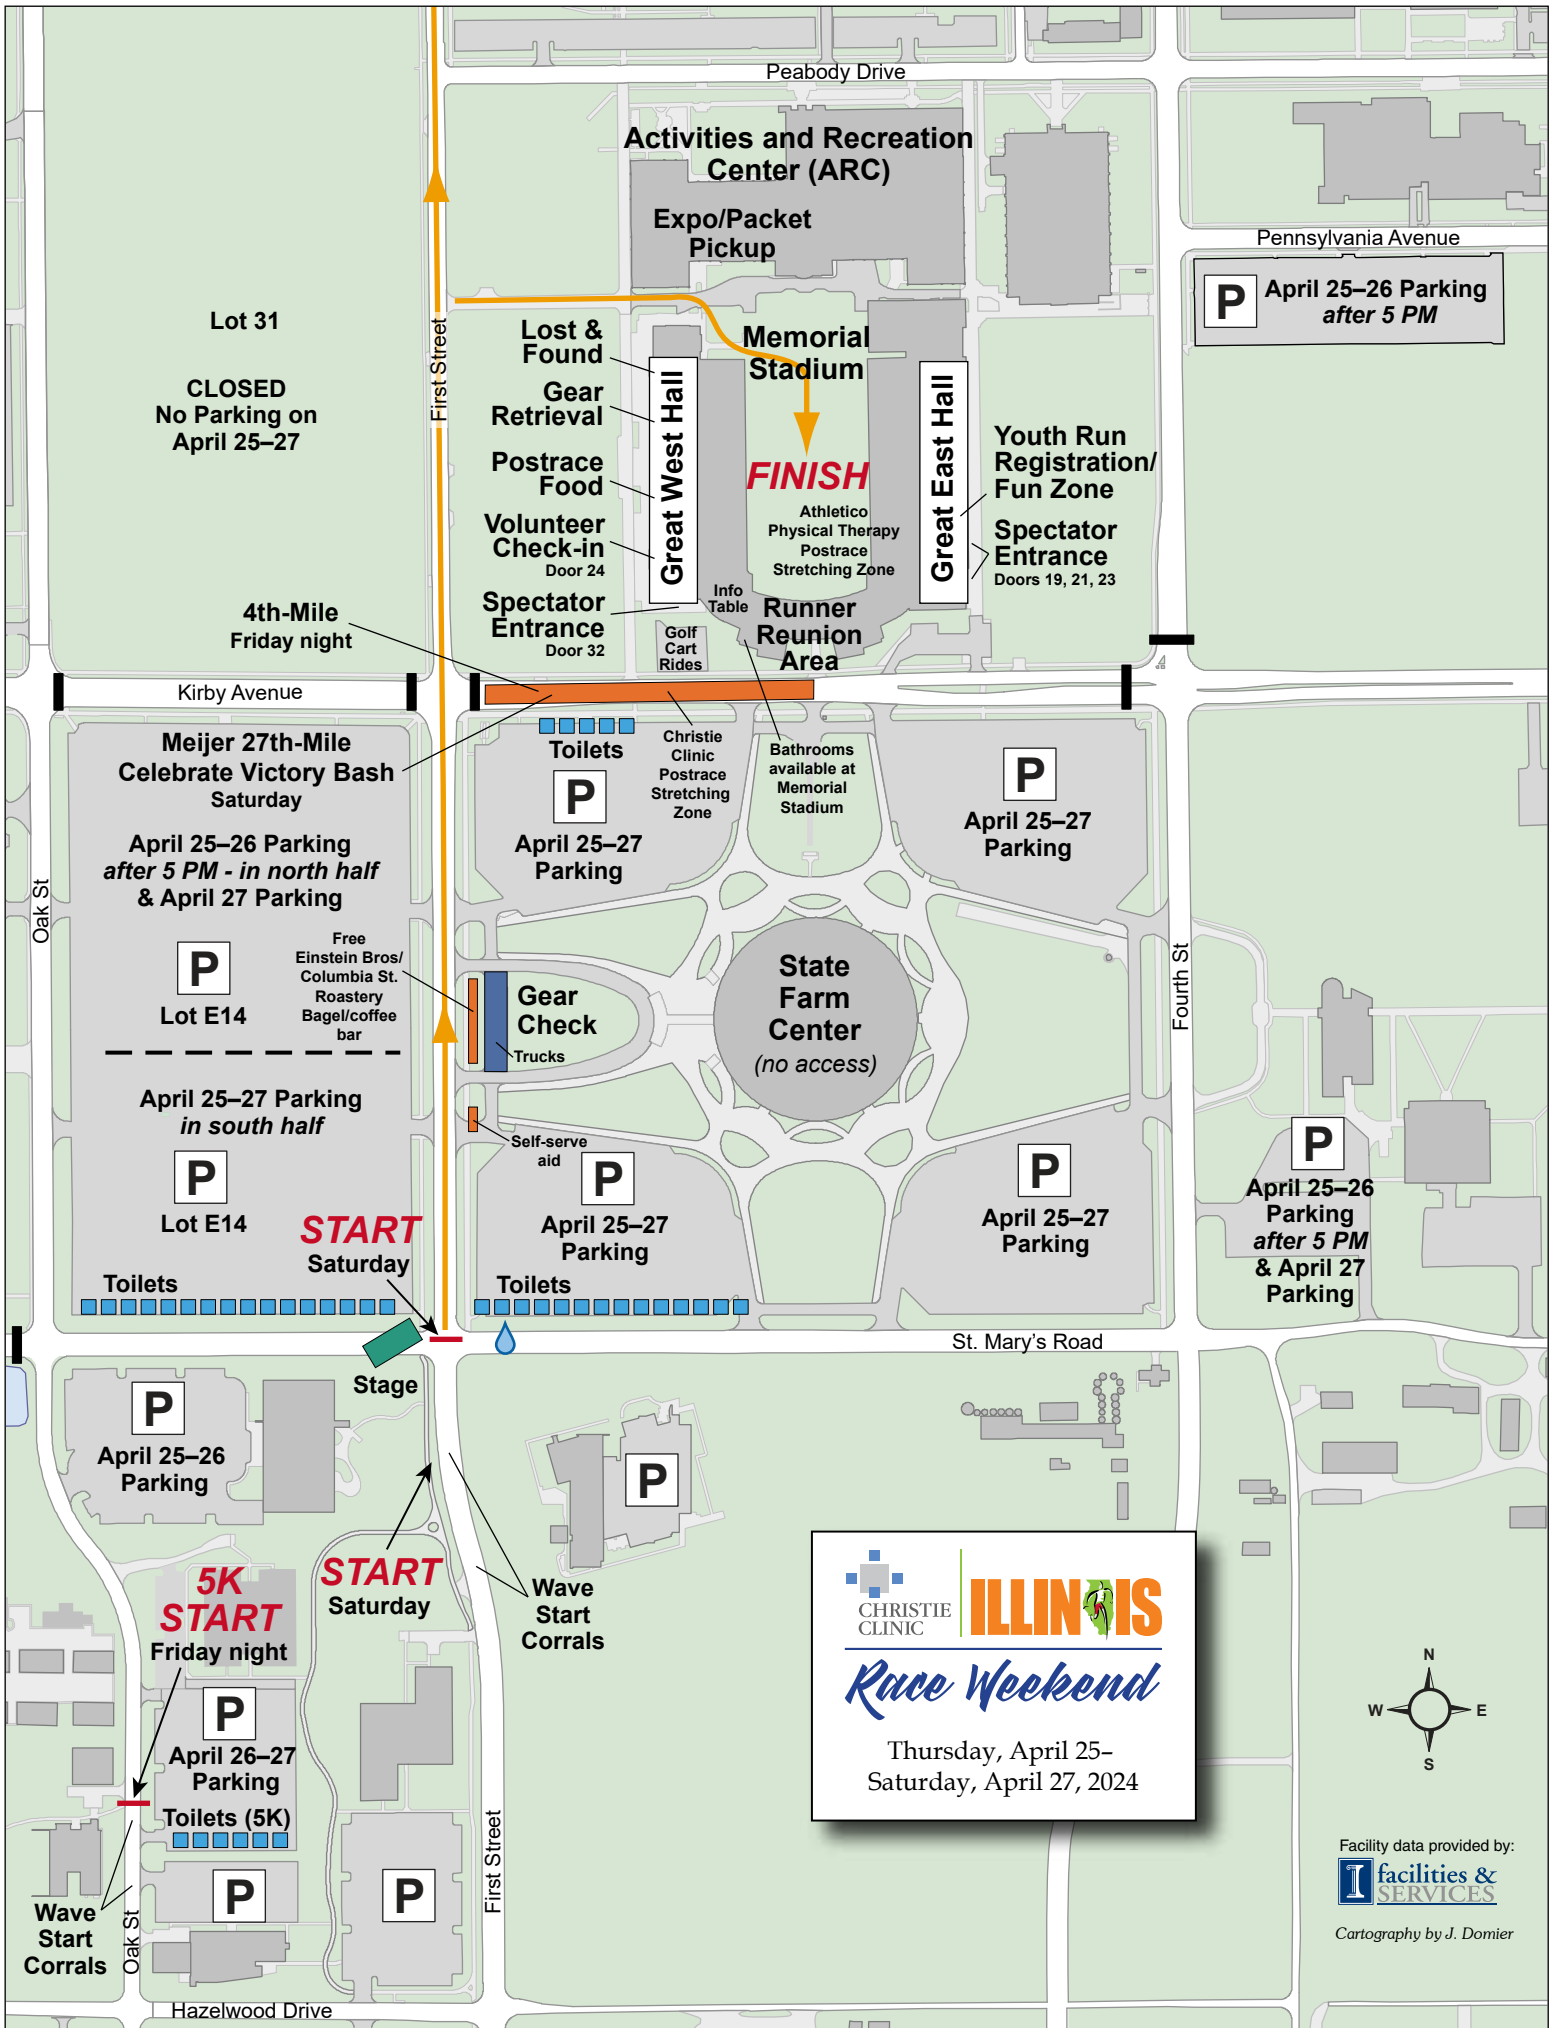 Peabody Drive
Activities and Recreation
Center (ARC)
Expo/Packet
Pickup
Pennsylvania Avenue
P
April 25–26 Parking
after 5 PM
Lot 31
CLOSED
No Parking on
April 25–27
First Street
Lost &
Found
Gear
Retrieval
Postrace
Food
Volunteer
Check-in
Door 24
Spectator
Entrance
Door 32
Great West Hall
Memorial
Stadium
FINISH
Athletico
Physical Therapy
Postrace
Stretching Zone
Great East Hall
Youth Run
Registration/
Fun Zone
Spectator
Entrance
Doors 19, 21, 23
Info
Table
Runner
Reunion
Area
Golf
Cart
Rides
4th-Mile
Friday night
Kirby Avenue
Meijer 27th-Mile
Celebrate Victory Bash
Saturday
Toilets
P
April 25–27
Parking
Christie
Clinic
Postrace
Stretching
Zone
Bathrooms
available at
Memorial
Stadium
P
April 25–27
Parking
April 25–26 Parking
after 5 PM - in north half
& April 27 Parking
Oak St
P
Lot E14
Free
Einstein Bros/
Columbia St.
Roastery
Bagel/coffee
bar
Gear
Check
Trucks
State
Farm
Center
(no access)
Fourth St
April 25–27 Parking
in south half
P
Lot E14
Self-serve
aid
P
April 25–27
Parking
P
April 25–27
Parking
P
April 25–26
Parking
after 5 PM
& April 27
Parking
START
Saturday
Toilets
Toilets
St. Mary's Road
Stage
P
April 25–26
Parking
P
START
Saturday
Wave
Start
Corrals
5K
START
Friday night
P
April 26–27
Parking
Toilets (5K)
P
P
Wave
Start
Corrals
Oak St
First Street
Hazelwood Drive
CHRISTIE
CLINIC
ILLINOIS
Race Weekend
Thursday, April 25–
Saturday, April 27, 2024
N
W
E
S
Facility data provided by:
I
facilities &
SERVICES
Cartography by J. Domier